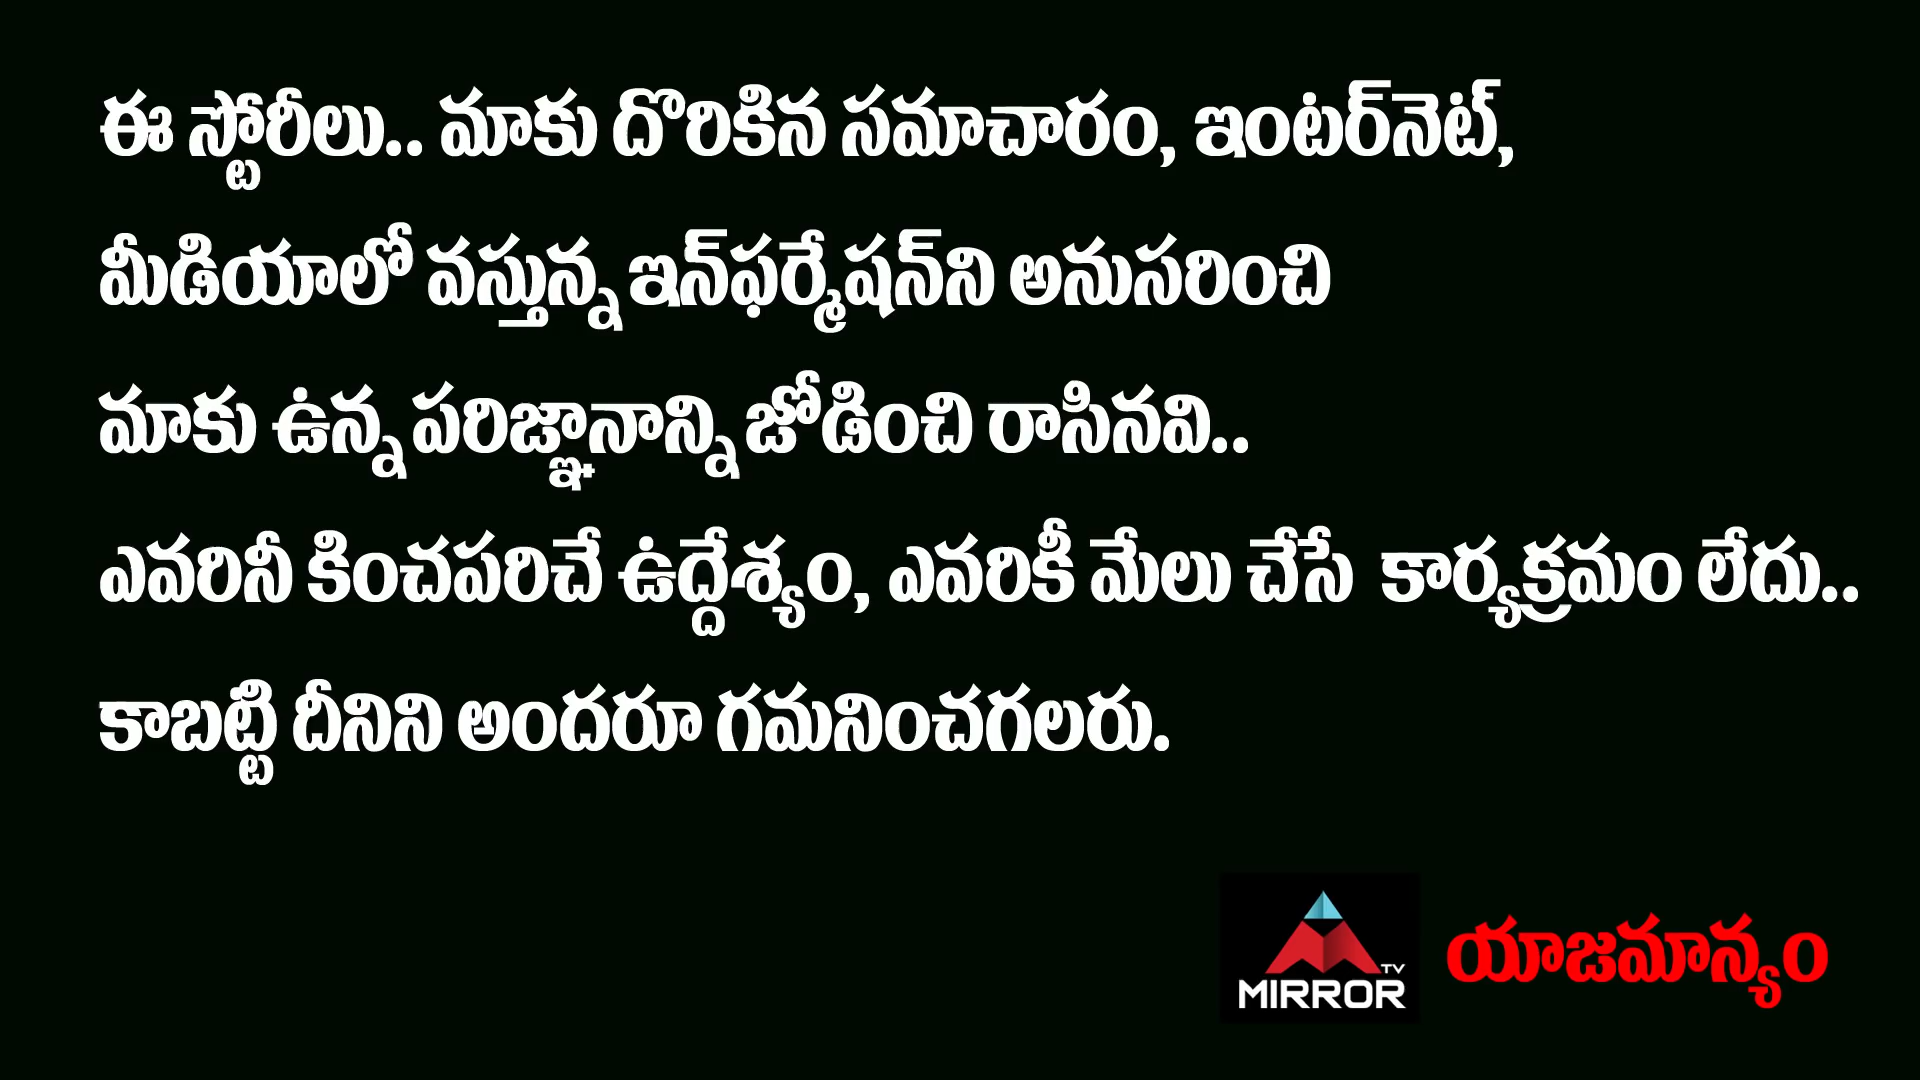 ఈ స్టోరీలు.. మాకు దొరికిన సమాచారం, ఇంటర్‌నెట్,
మీడియాలో వస్తున్న ఇన్‌ఫర్మేషన్‌ని అనుసరించి
మాకు ఉన్న పరిజ్ఞానాన్ని జోడించి రాసినవి..
ఎవరినీ కించపరిచే ఉద్దేశ్యం, ఎవరికీ మేలు చేసే కార్యక్రమం లేదు..
కాబట్టి దీనిని అందరూ గమనించగలరు.
MIRROR TV యాజమాన్యం